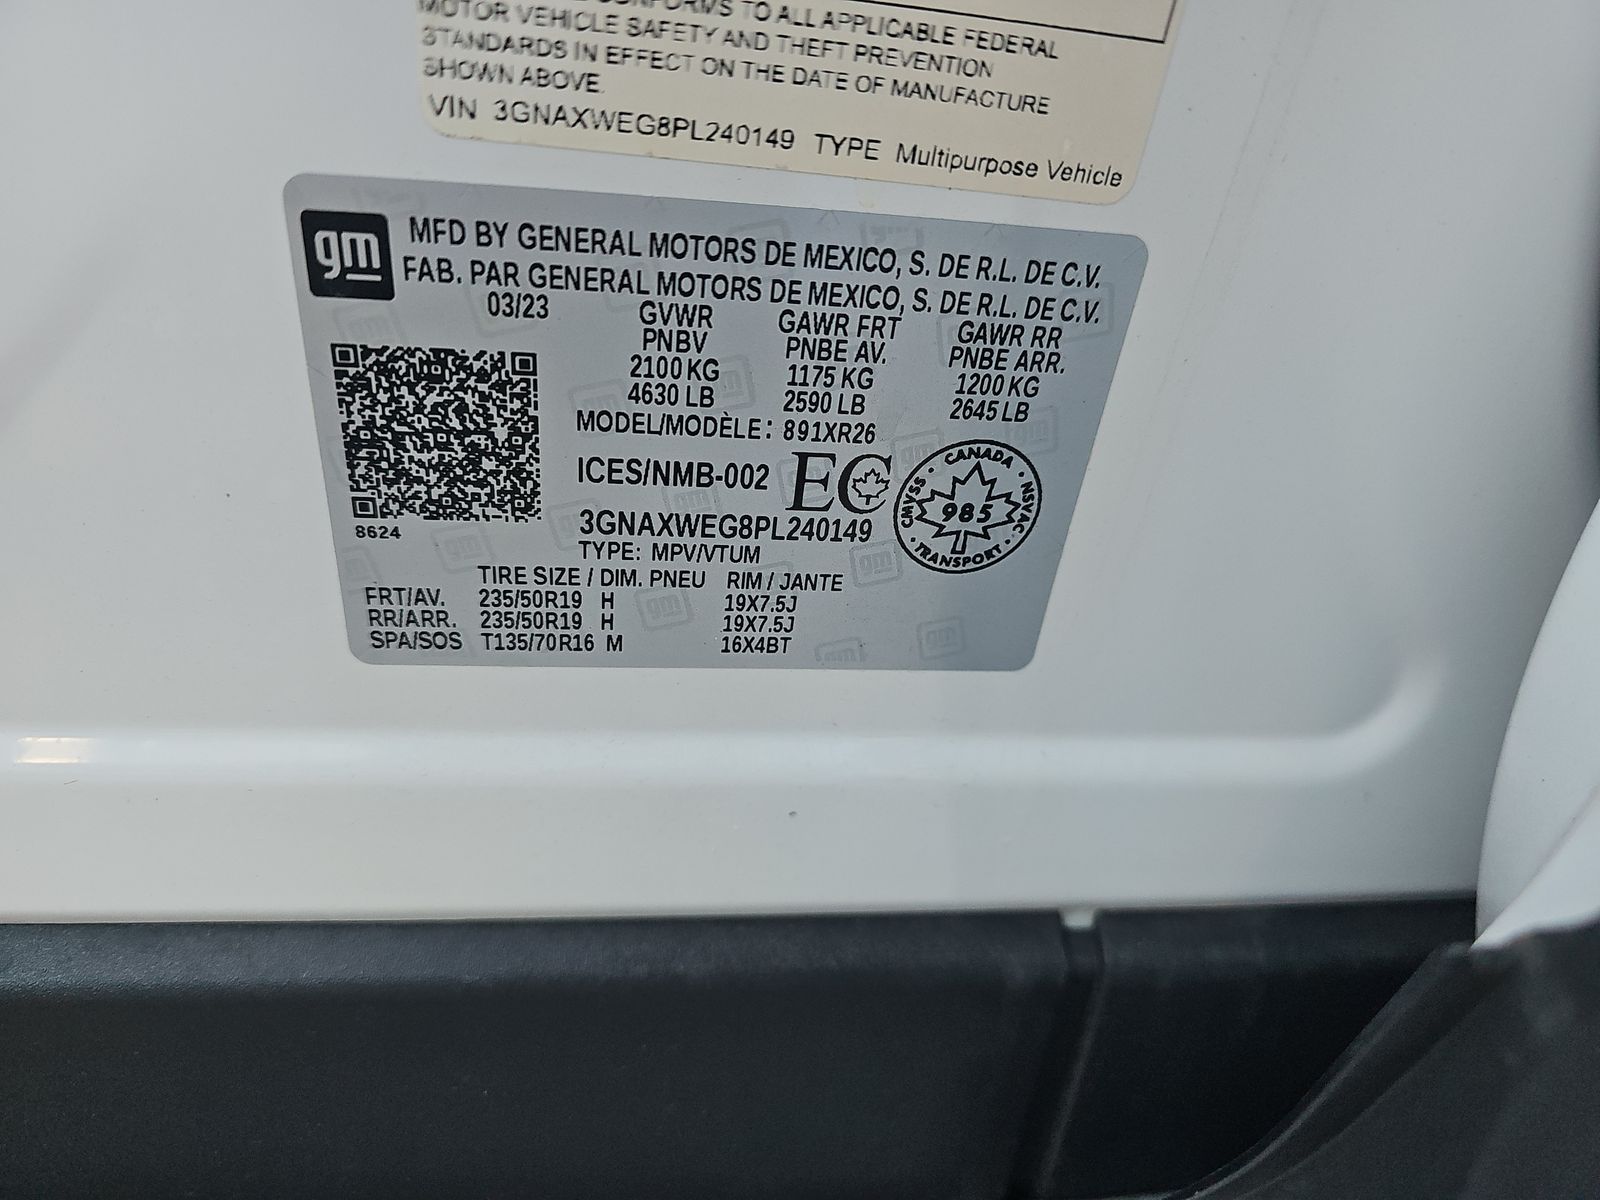 CONFORMS TO ALL APPLICABLE FEDERAL
MOTOR VEHICLE SAFETY AND THEFT PREVENTION
STANDARDS IN EFFECT ON THE DATE OF MANUFACTURE
SHOWN ABOVE.
VIN 3GNAXWEG8PL240149 TYPE Multipurpose Vehicle
gm
MFD BY GENERAL MOTORS DE MEXICO, S. DE R.L. DE C.V.
FAB. PAR GENERAL MOTORS DE MEXICO, S. DE R.L. DE C.V.
03/23 GVWR GAWR FRT GAWR RR
PNBV PNBE AV. PNBE ARR.
2100 KG 1175 KG 1200 KG
4630 LB 2590 LB 2645 LB
MODEL/MODÈLE: 891XR26
ICES/NMB-002 EC
CANADA
CMVSS 985 NSVAC
TRANSPORT
3GNAXWEG8PL240149
8624
TYPE: MPV/VTUM
TIRE SIZE / DIM. PNEU RIM / JANTE
FRT/AV. 235/50R19 H 19X7.5J
RR/ARR. 235/50R19 H 19X7.5J
SPA/SOS T135/70R16 M 16X4BT